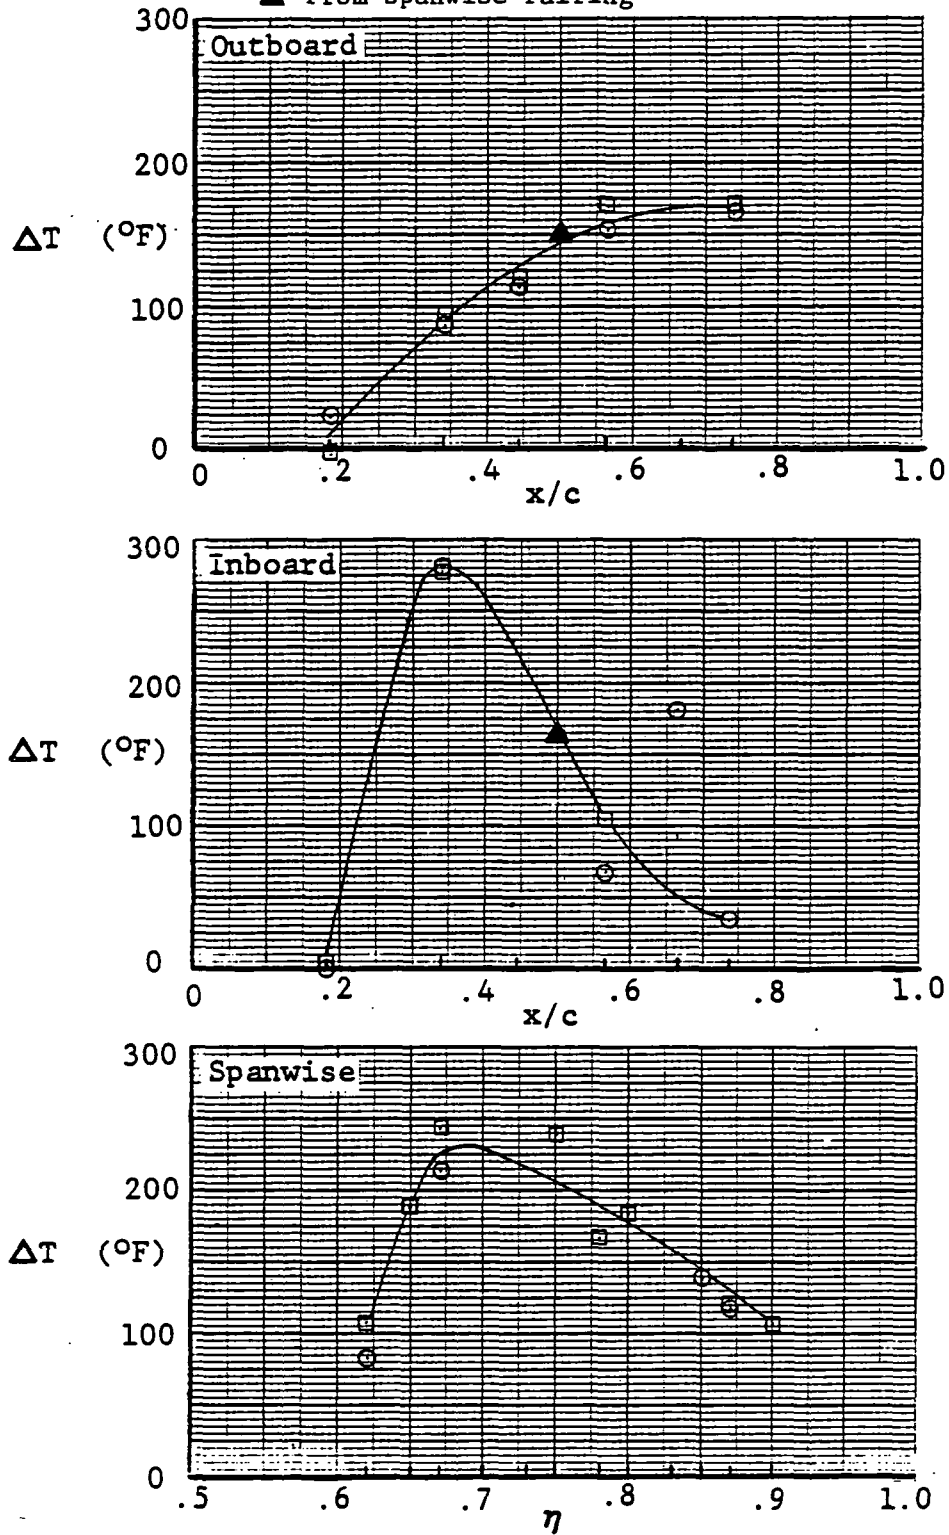 ▲ from spanwise fairing
300
Outboard
200
ΔT (°F)
100
0
0 .2 .4 .6 .8 1.0
x/c
300
Inboard
200
ΔT (°F)
100
0
0 .2 .4 .6 .8 1.0
x/c
300
Spanwise
200
ΔT (°F)
100
0
.5 .6 .7 .8 .9 1.0
η